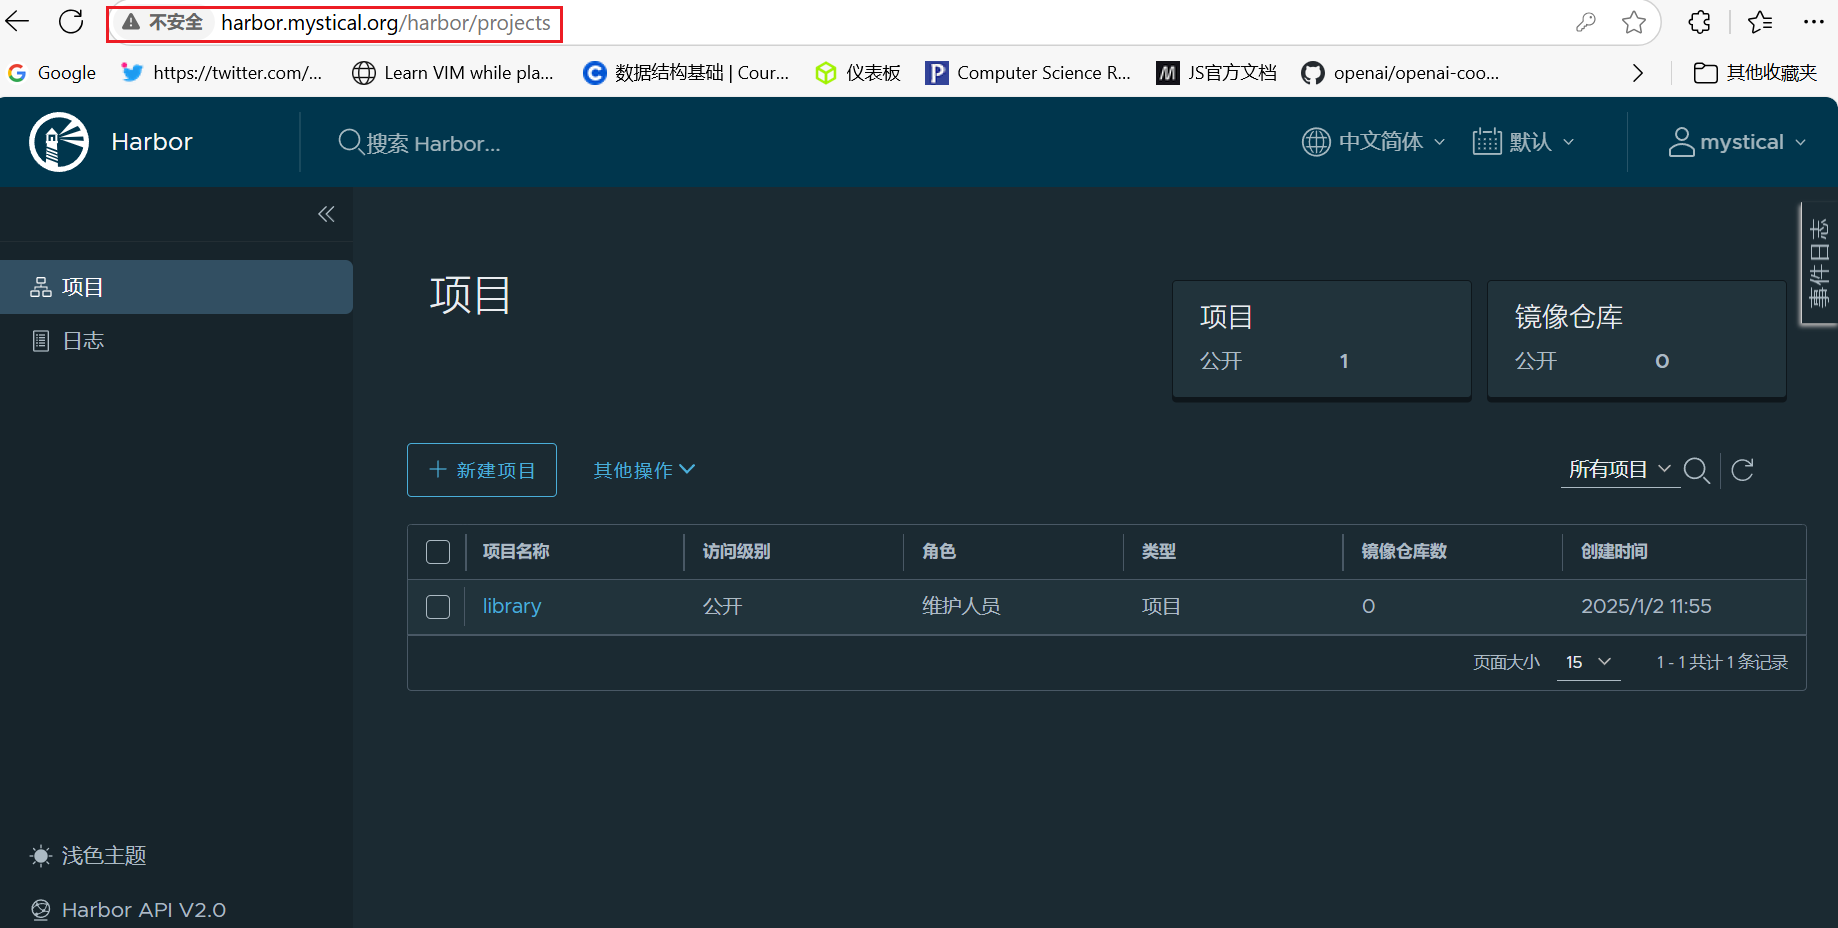 不安全 harbor.mystical.org/harbor/projects
Google https://twitter.com/... Learn VIM while pla... 数据结构基础 | Cour... 仪表板 Computer Science R... JS官方文档 openai/openai-coo... 其他收藏夹
Harbor 搜索 Harbor... 中文简体 默认 mystical
事件日志
项目
日志
项目
项目
公开 1
镜像仓库
公开 0
新建项目 其他操作 所有项目
项目名称 访问级别 角色 类型 镜像仓库数 创建时间
library 公开 维护人员 项目 0 2025/1/2 11:55
页面大小 15 1 - 1 共计 1 条记录
浅色主题
Harbor API V2.0